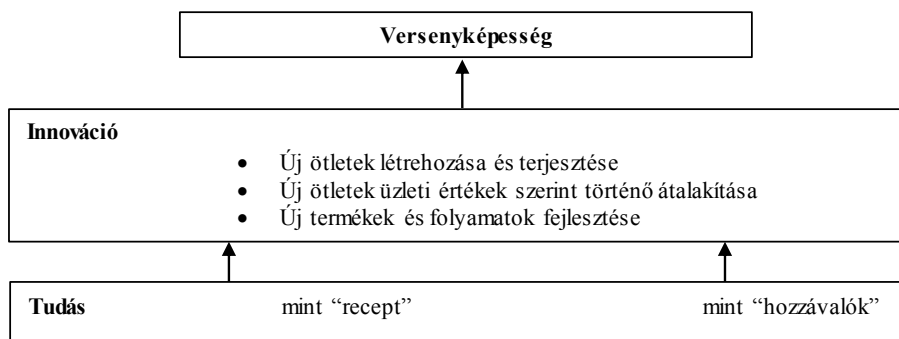 Versenyképesség
Innováció
• Új ötletek létrehozása és terjesztése
• Új ötletek üzleti értékek szerint történő átalakítása
• Új termékek és folyamatok fejlesztése
Tudás mint “recept” mint “hozzávalók”